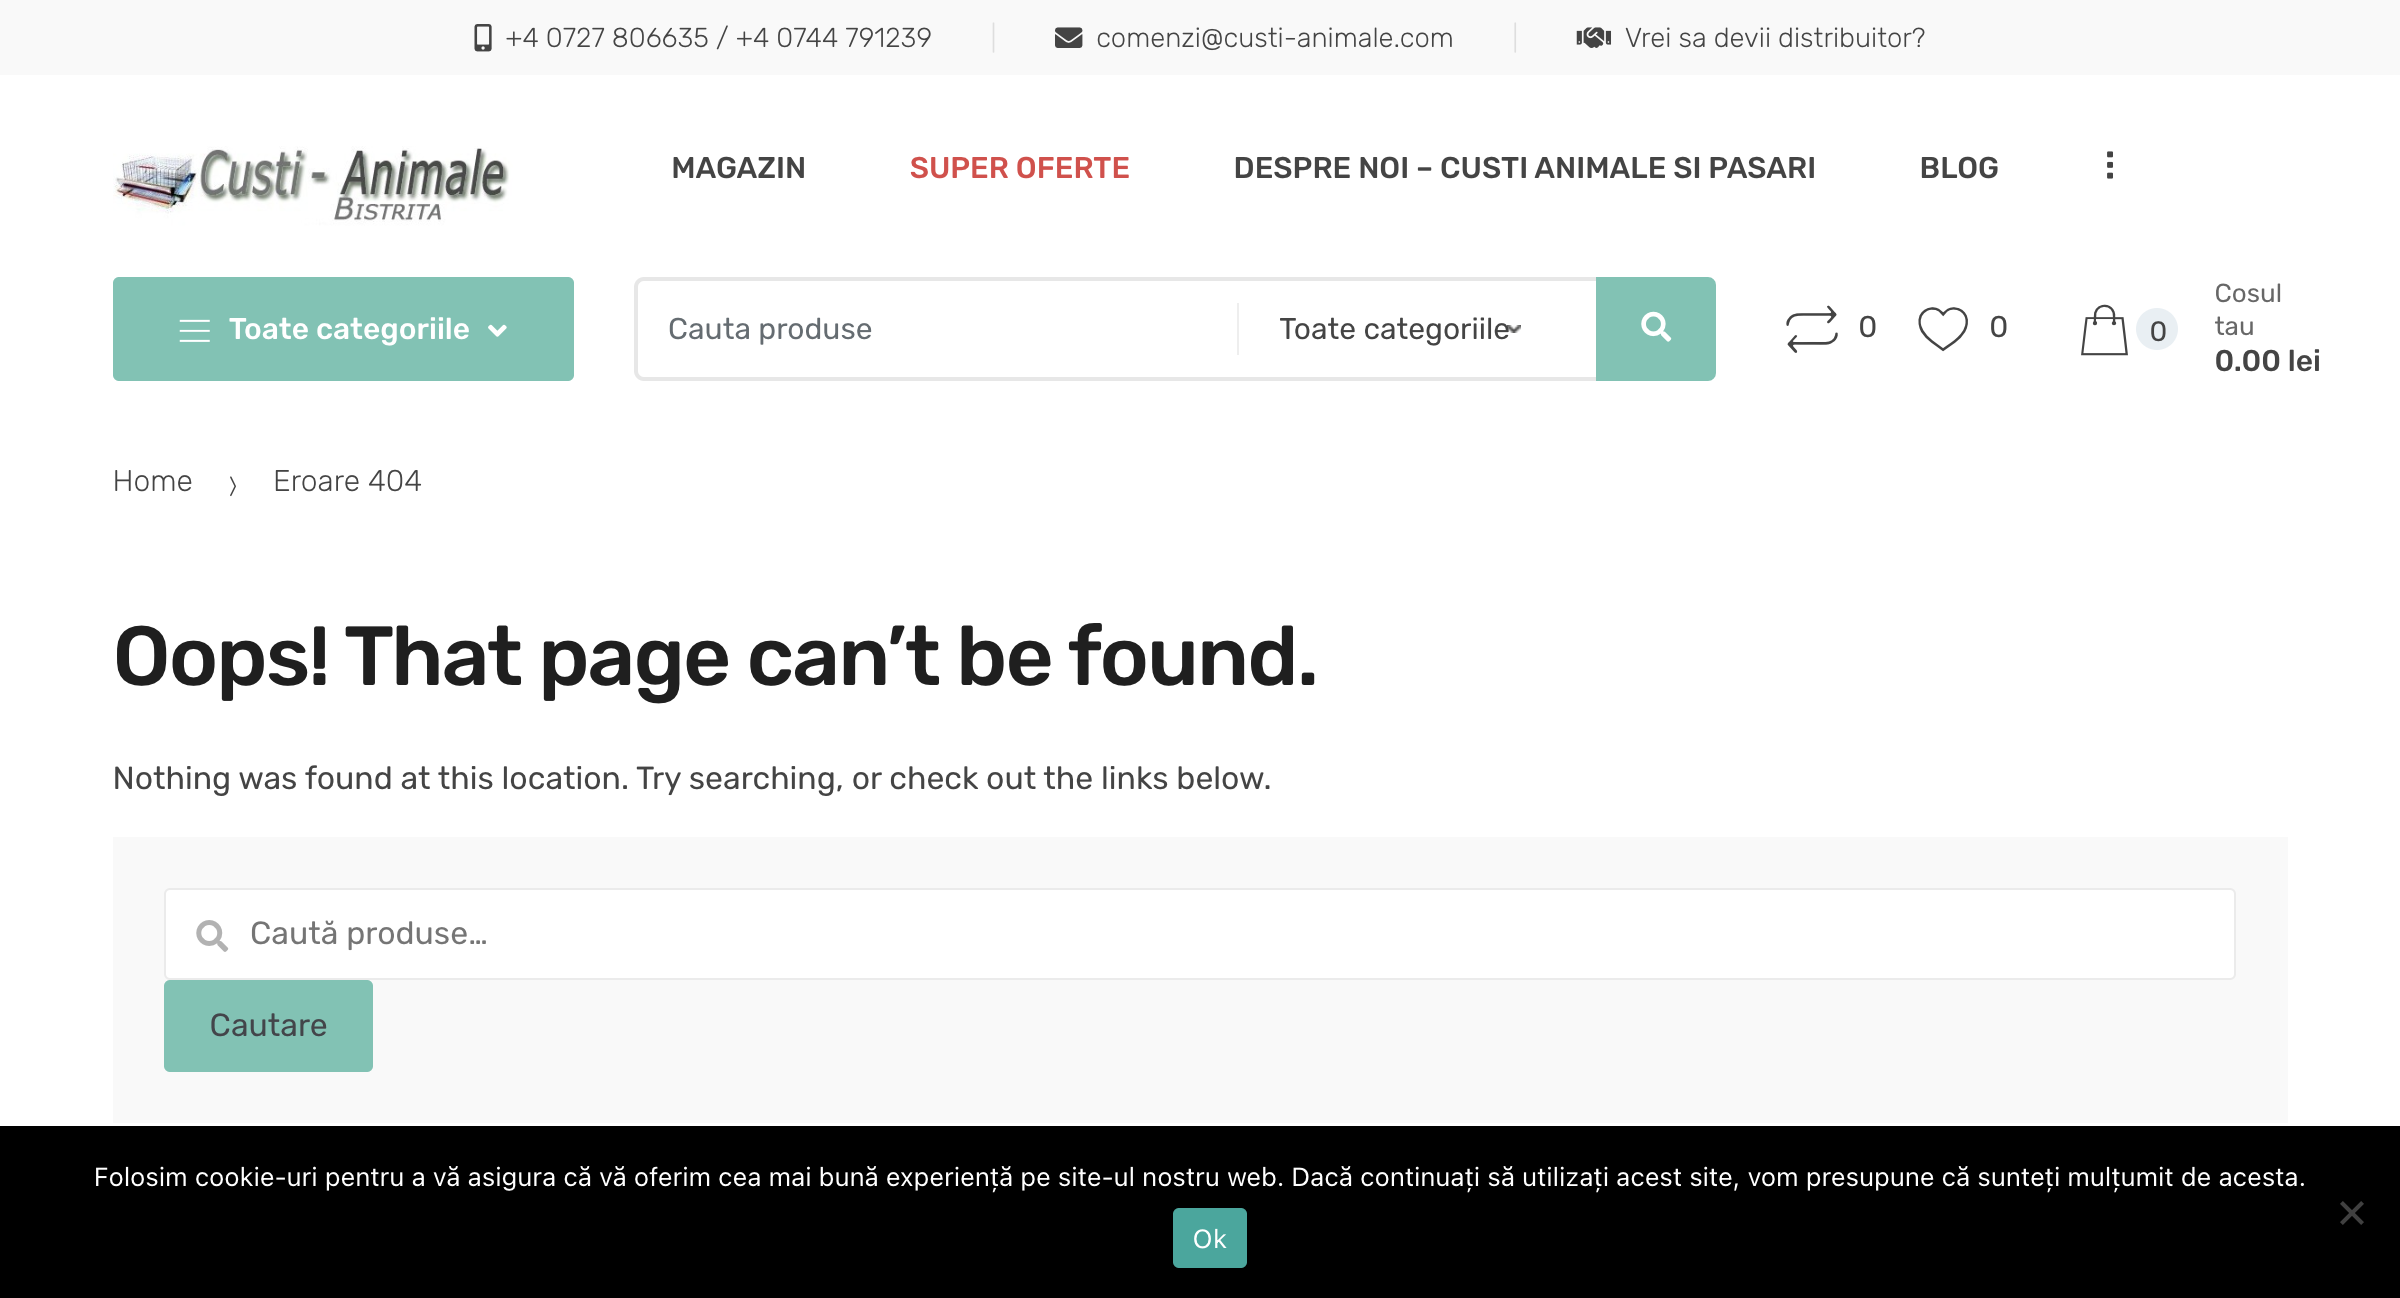 +4 0727 806635 / +4 0744 791239
comenzi@custi-animale.com
Vrei sa devii distribuitor?
Custi - Animale
BISTRITA
MAGAZIN
SUPER OFERTE
DESPRE NOI – CUSTI ANIMALE SI PASARI
BLOG
Toate categoriile
Cauta produse
Toate categoriile
0
0
0
Cosul
tau
0.00 lei
Home
Eroare 404
Oops! That page can’t be found.
Nothing was found at this location. Try searching, or check out the links below.
Caută produse…
Cautare
Folosim cookie-uri pentru a vă asigura că vă oferim cea mai bună experiență pe site-ul nostru web. Dacă continuați să utilizați acest site, vom presupune că sunteți mulțumit de acesta.
Ok